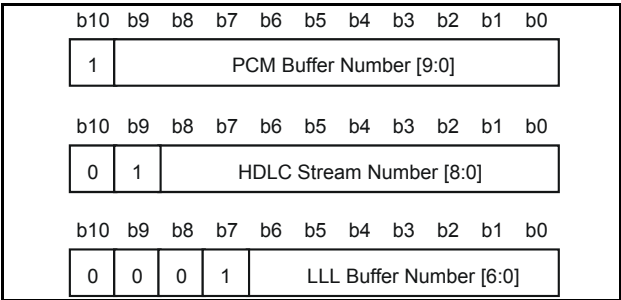 b10 b9 b8 b7 b6 b5 b4 b3 b2 b1 b0
1 PCM Buffer Number [9:0]
b10 b9 b8 b7 b6 b5 b4 b3 b2 b1 b0
0 1 HDLC Stream Number [8:0]
b10 b9 b8 b7 b6 b5 b4 b3 b2 b1 b0
0 0 0 1 LLL Buffer Number [6:0]